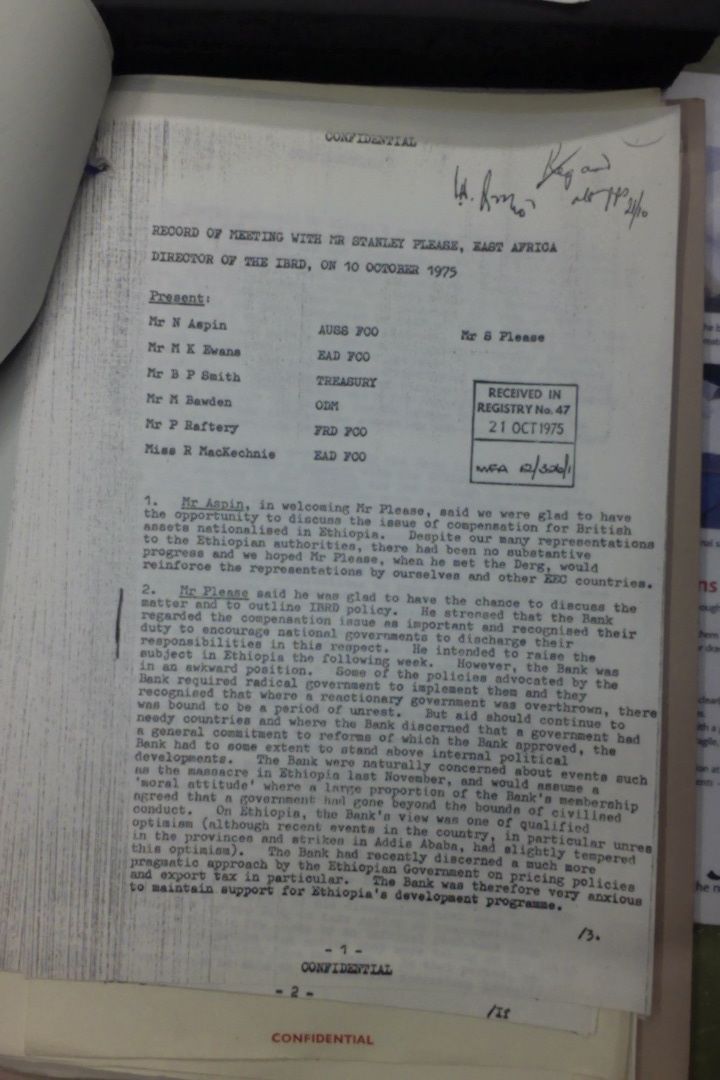 CONFIDENTIAL
RECORD OF MEETING WITH MR STANLEY PLEASE, EAST AFRICA
DIRECTOR OF THE IBRD, ON 10 OCTOBER 1975
Present:
Mr N Aspin AUSS FCO Mr S Please
Mr M K Ewans EAD FCO
Mr B P Smith TREASURY
Mr M Bawden ODM
Mr P Raftery FRD FCO
Miss R MacKechnie EAD FCO
RECEIVED IN
REGISTRY No. 47
21 OCT 1975
1. Mr Aspin, in welcoming Mr Please, said we were glad to have
the opportunity to discuss the issue of compensation for British
assets nationalised in Ethiopia. Despite our many representations
to the Ethiopian authorities, there had been no substantive
progress and we hoped Mr Please, when he met the Derg, would
reinforce the representations by ourselves and other EEC countries.
2. Mr Please said he was glad to have the chance to discuss the
matter and to outline IBRD policy. He stressed that the Bank
regarded the compensation issue as important and recognised their
duty to encourage national governments to discharge their
responsibilities in this respect. He intended to raise the
subject in Ethiopia the following week. However, the Bank was
in an awkward position. Some of the policies advocated by the
Bank required radical government to implement them and they
recognised that where a reactionary government was overthrown, there
was bound to be a period of unrest. But aid should continue to
needy countries and where the Bank discerned that a government had
a general commitment to reforms of which the Bank approved, the
Bank had to some extent to stand above internal political
developments. The Bank were naturally concerned about events such
as the massacre in Ethiopia last November, and would assume a
'moral attitude' where a large proportion of the Bank's membership
agreed that a government had gone beyond the bounds of civilised
conduct. On Ethiopia, the Bank's view was one of qualified
optimism (although recent events in the country, in particular unres
in the provinces and strikes in Addis Ababa, had slightly tempered
this optimism). The Bank had recently discerned a much more
pragmatic approach by the Ethiopian Government on pricing policies
and export tax in particular. The Bank was therefore very anxious
to maintain support for Ethiopia's development programme.
/3.
- 1 -
CONFIDENTIAL
- 2 -
/If
CONFIDENTIAL